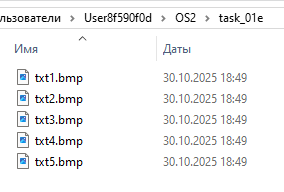 льзователи > User8f590f0d > OS2 > task_01e
Имя Даты
txt1.bmp 30.10.2025 18:49
txt2.bmp 30.10.2025 18:49
txt3.bmp 30.10.2025 18:49
txt4.bmp 30.10.2025 18:49
txt5.bmp 30.10.2025 18:49